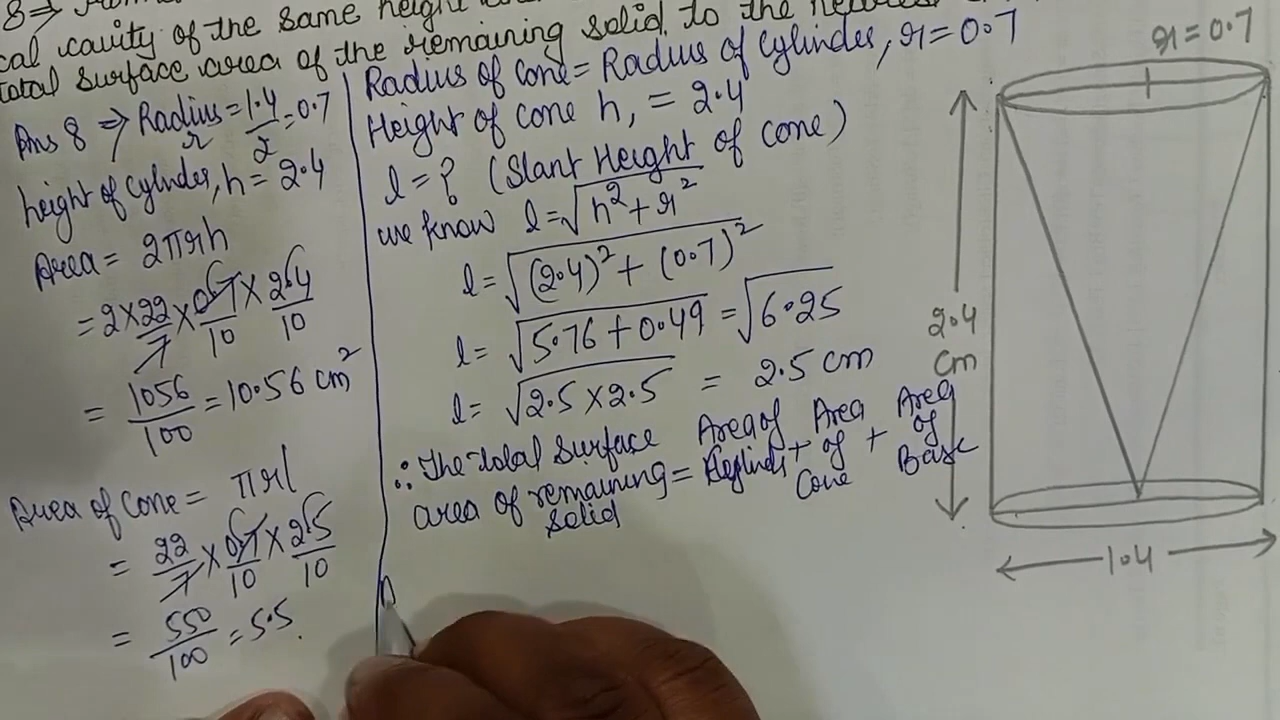 8⇒
cal cavity of the same height
total surface area of the remaining solid to the nearest
Ans 8 ⇒ Radius = 1.4/2 = 0.7
r
height of cylinder, h = 2.4
Area = 2πrh
= 2 × 22/7 × 0.7/10 × 2.4/10
= 1056/100 = 10.56 cm²
Area of cone = πrl
= 22/7 × 0.7/10 × 2.5/10
= 550/100 = 5.5.
Radius of cone = Radius of cylinder, r = 0.7
Height of cone h, = 2.4
l = ? (Slant Height of cone)
we know l = √h² + r²
l = √(2.4)² + (0.7)²
l = √5.76 + 0.49 = √6.25
l = √2.5 × 2.5 = 2.5 cm
∴ The total surface area of remaining solid = Area of Cylinder + Area of Cone + Area of Base
r = 0.7
2.4
cm
1.4